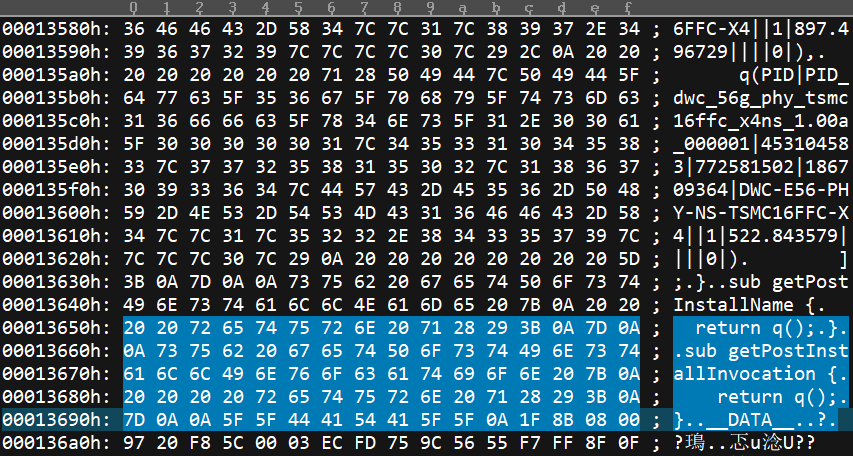 0 1 2 3 4 5 6 7 8 9 a b c d e f
00013580h: 36 46 46 43 2D 58 34 7C 7C 31 7C 38 39 37 2E 34 ; 6FFC-X4||1|897.4
00013590h: 39 36 37 32 39 7C 7C 7C 7C 30 7C 29 2C 0A 20 20 ; 96729||||0|),.
000135a0h: 20 20 20 20 20 20 71 28 50 49 44 7C 50 49 44 5F ; q(PID|PID_
000135b0h: 64 77 63 5F 35 36 67 5F 70 68 79 5F 74 73 6D 63 ; dwc_56g_phy_tsmc
000135c0h: 31 36 66 66 63 5F 78 34 6E 73 5F 31 2E 30 30 61 ; 16ffc_x4ns_1.00a
000135d0h: 5F 30 30 30 30 30 31 7C 34 35 33 31 30 34 35 38 ; _000001|45310458
000135e0h: 33 7C 37 37 32 35 38 31 35 30 32 7C 31 38 36 37 ; 3|772581502|1867
000135f0h: 30 39 33 36 34 7C 44 57 43 2D 45 35 36 2D 50 48 ; 09364|DWC-E56-PH
00013600h: 59 2D 4E 53 2D 54 53 4D 43 31 36 46 46 43 2D 58 ; Y-NS-TSMC16FFC-X
00013610h: 34 7C 7C 31 7C 35 32 32 2E 38 34 33 35 37 39 7C ; 4||1|522.843579|
00013620h: 7C 7C 7C 30 7C 29 0A 20 20 20 20 20 20 20 20 5D ; |||0|). ]
00013630h: 3B 0A 7D 0A 0A 73 75 62 20 67 65 74 50 6F 73 74 ; ;.}..sub getPost
00013640h: 49 6E 73 74 61 6C 6C 4E 61 6D 65 20 7B 0A 20 20 ; InstallName {.
00013650h: 20 20 72 65 74 75 72 6E 20 71 28 29 3B 0A 7D 0A ; return q();.}.
00013660h: 0A 73 75 62 20 67 65 74 50 6F 73 74 49 6E 73 74 ; .sub getPostInst
00013670h: 61 6C 6C 49 6E 76 6F 63 61 74 69 6F 6E 20 7B 0A ; allInvocation {.
00013680h: 20 20 20 20 72 65 74 75 72 6E 20 71 28 29 3B 0A ; return q();.
00013690h: 7D 0A 0A 5F 5F 44 41 54 41 5F 5F 0A 1F 8B 08 00 ; }..__DATA__..?.
000136a0h: 97 20 F8 5C 00 03 EC FD 75 9C 56 55 F7 FF 8F 0F ; ?瑦..u淰U??